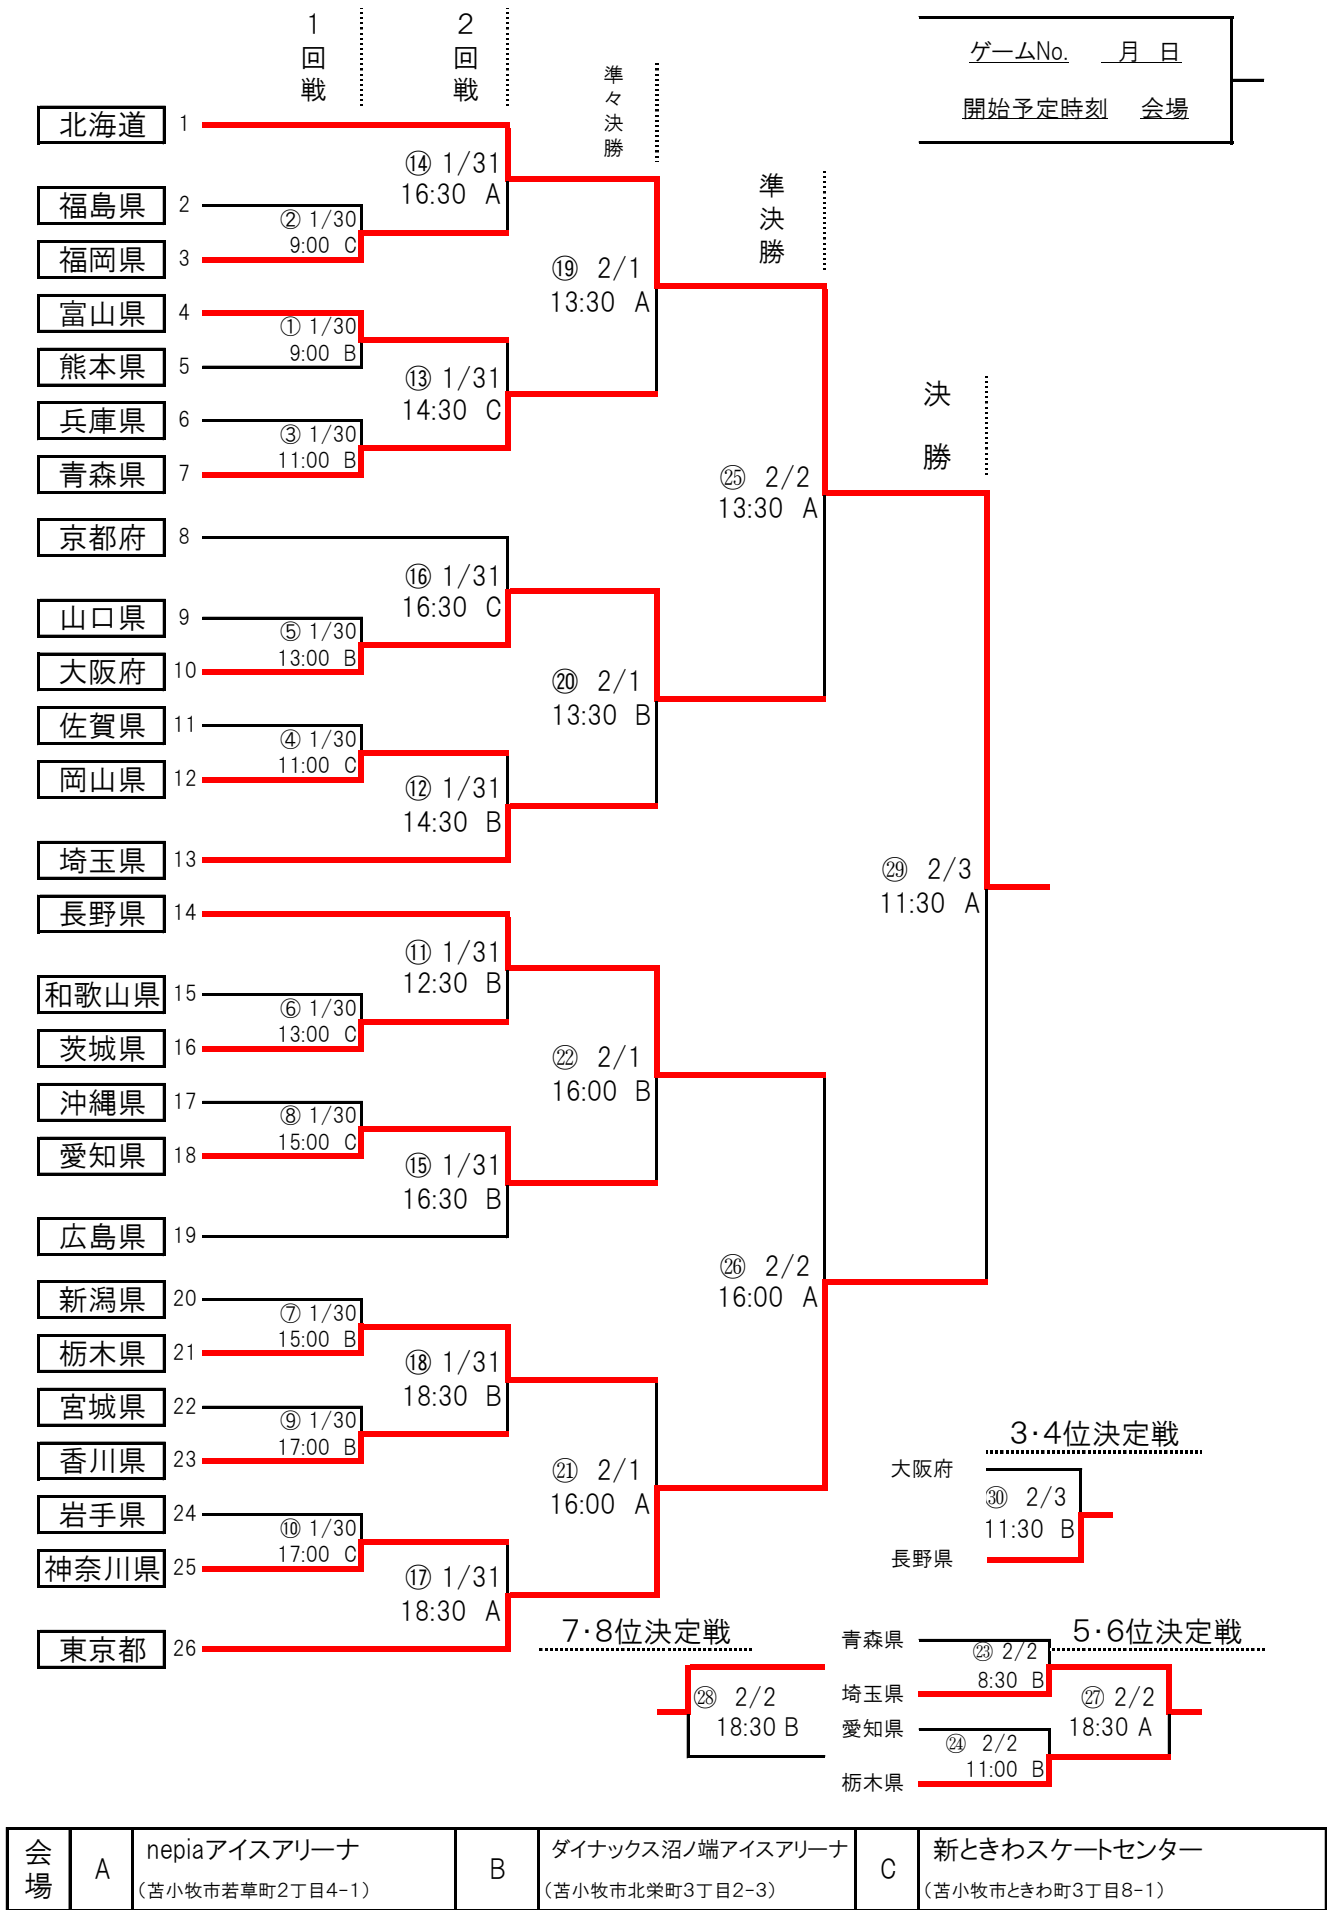 1回戦
2回戦
準々決勝
準決勝
決勝
ゲームNo. 月 日
開始予定時刻 会場
北海道 1
⑭ 1/31
16:30 A
福島県 2
② 1/30
9:00 C
福岡県 3
⑲ 2/1
13:30 A
富山県 4
① 1/30
9:00 B
熊本県 5
⑬ 1/31
14:30 C
兵庫県 6
③ 1/30
11:00 B
青森県 7
㉕ 2/2
13:30 A
京都府 8
⑯ 1/31
16:30 C
山口県 9
⑤ 1/30
13:00 B
大阪府 10
⑳ 2/1
13:30 B
佐賀県 11
④ 1/30
11:00 C
岡山県 12
⑫ 1/31
14:30 B
埼玉県 13
㉙ 2/3
11:30 A
長野県 14
⑪ 1/31
12:30 B
和歌山県 15
⑥ 1/30
13:00 C
茨城県 16
㉒ 2/1
16:00 B
沖縄県 17
⑧ 1/30
15:00 C
愛知県 18
⑮ 1/31
16:30 B
広島県 19
㉖ 2/2
16:00 A
新潟県 20
⑦ 1/30
15:00 B
栃木県 21
⑱ 1/31
18:30 B
宮城県 22
⑨ 1/30
17:00 B
香川県 23
㉑ 2/1
16:00 A
岩手県 24
⑩ 1/30
17:00 C
神奈川県 25
⑰ 1/31
18:30 A
東京都 26
3・4位決定戦
大阪府
㉚ 2/3
11:30 B
長野県
7・8位決定戦
㉘ 2/2
18:30 B
5・6位決定戦
青森県
㉓ 2/2
8:30 B
埼玉県
㉗ 2/2
18:30 A
愛知県
㉔ 2/2
11:00 B
栃木県
会場
A nepiaアイスアリーナ
(苫小牧市若草町2丁目4-1)
B ダイナックス沼ノ端アイスアリーナ
(苫小牧市北栄町3丁目2-3)
C 新ときわスケートセンター
(苫小牧市ときわ町3丁目8-1)